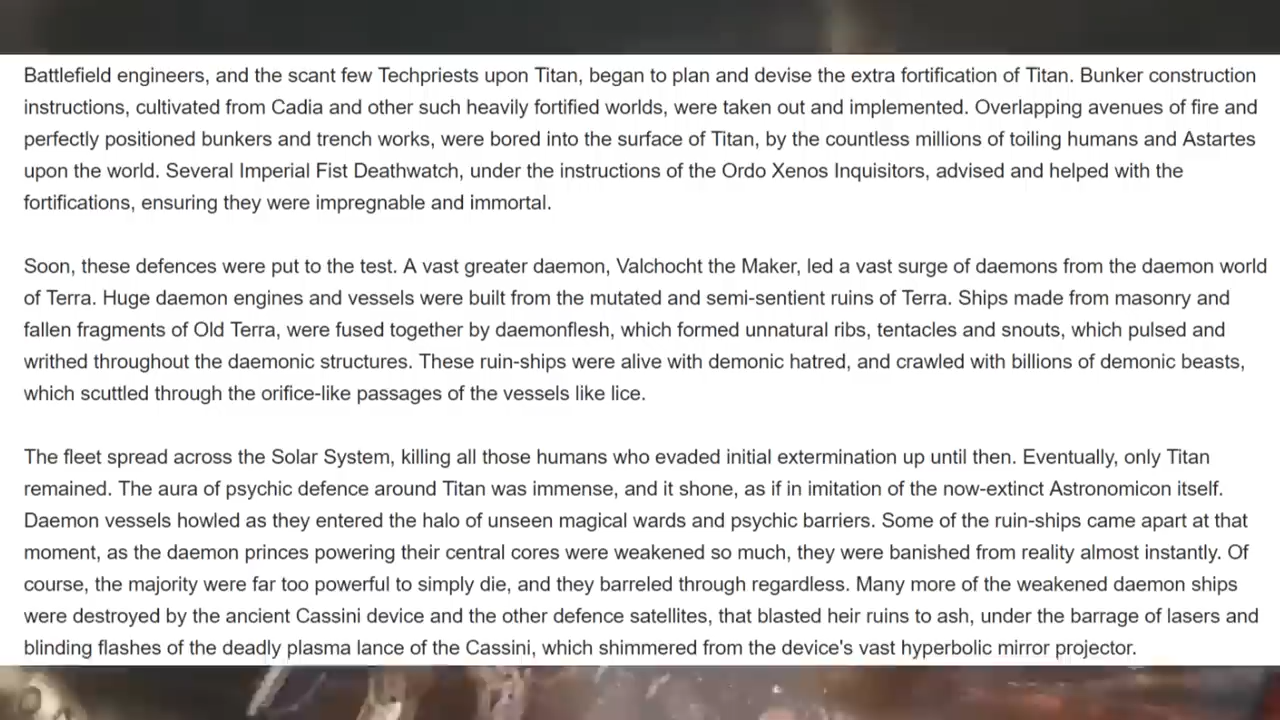 Battlefield engineers, and the scant few Techpriests upon Titan, began to plan and devise the extra fortification of Titan. Bunker construction
instructions, cultivated from Cadia and other such heavily fortified worlds, were taken out and implemented. Overlapping avenues of fire and
perfectly positioned bunkers and trench works, were bored into the surface of Titan, by the countless millions of toiling humans and Astartes
upon the world. Several Imperial Fist Deathwatch, under the instructions of the Ordo Xenos Inquisitors, advised and helped with the
fortifications, ensuring they were impregnable and immortal.
Soon, these defences were put to the test. A vast greater daemon, Valchocht the Maker, led a vast surge of daemons from the daemon world
of Terra. Huge daemon engines and vessels were built from the mutated and semi-sentient ruins of Terra. Ships made from masonry and
fallen fragments of Old Terra, were fused together by daemonflesh, which formed unnatural ribs, tentacles and snouts, which pulsed and
writhed throughout the daemonic structures. These ruin-ships were alive with demonic hatred, and crawled with billions of demonic beasts,
which scuttled through the orifice-like passages of the vessels like lice.
The fleet spread across the Solar System, killing all those humans who evaded initial extermination up until then. Eventually, only Titan
remained. The aura of psychic defence around Titan was immense, and it shone, as if in imitation of the now-extinct Astronomicon itself.
Daemon vessels howled as they entered the halo of unseen magical wards and psychic barriers. Some of the ruin-ships came apart at that
moment, as the daemon princes powering their central cores were weakened so much, they were banished from reality almost instantly. Of
course, the majority were far too powerful to simply die, and they barreled through regardless. Many more of the weakened daemon ships
were destroyed by the ancient Cassini device and the other defence satellites, that blasted heir ruins to ash, under the barrage of lasers and
blinding flashes of the deadly plasma lance of the Cassini, which shimmered from the device's vast hyperbolic mirror projector.